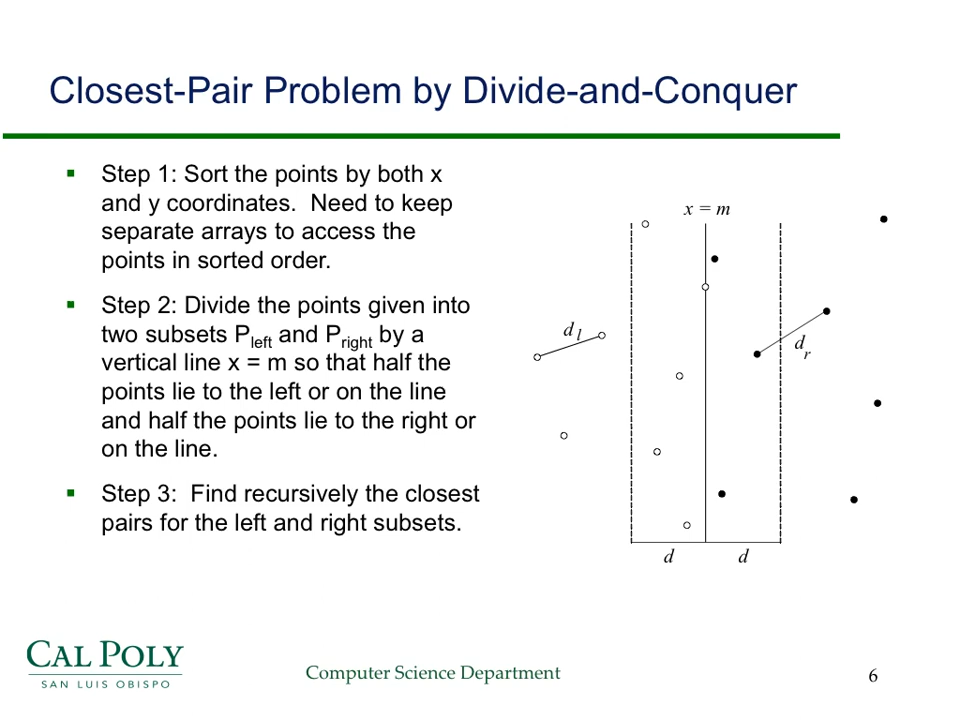 Closest-Pair Problem by Divide-and-Conquer
▪ Step 1: Sort the points by both x
and y coordinates.  Need to keep
separate arrays to access the
points in sorted order.
▪ Step 2: Divide the points given into
two subsets Pleft and Pright by a
vertical line x = m so that half the
points lie to the left or on the line
and half the points lie to the right or
on the line.
▪ Step 3:  Find recursively the closest
pairs for the left and right subsets.
x = m
dl
dr
d d
CAL POLY
SAN LUIS OBISPO
Computer Science Department
6